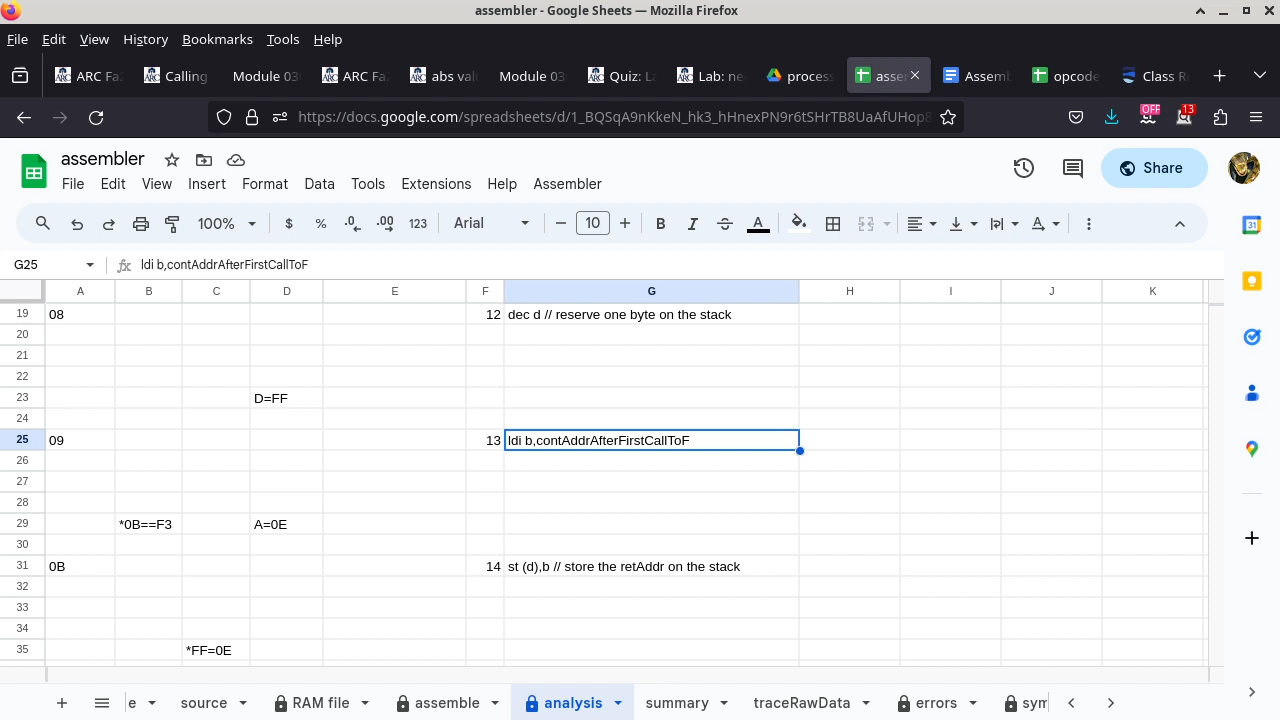 assembler - Google Sheets — Mozilla Firefox
File Edit View History Bookmarks Tools Help
ARC Fa Calling Module 03 ARC Fa abs val Module 03 Quiz: L Lab: ne process asse Assemb opcode Class R
https://docs.google.com/spreadsheets/d/1_BQSqA9nKkeN_hk3_hHnexPN9r6tSHrTB8UaAfUHop8 OFF 13
assembler
File Edit View Insert Format Data Tools Extensions Help Assembler
Share
100% $ % .0 .00 123 Arial 10 B I A A
31
G25 fx ldi b,contAddrAfterFirstCallToF
A B C D E F G H I J K
19 08 12 dec d // reserve one byte on the stack
20
21
22
23 D=FF
24
25 09 13 ldi b,contAddrAfterFirstCallToF
26
27
28
29 *0B==F3 A=0E
30
31 0B 14 st (d),b // store the retAddr on the stack
32
33
34
35 *FF=0E
e source RAM file assemble analysis summary traceRawData errors sym